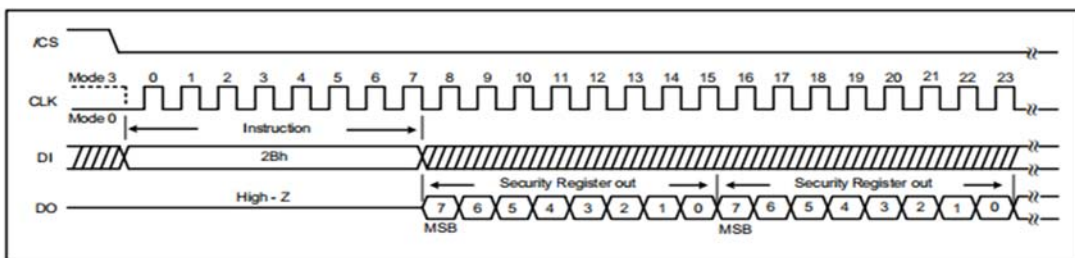 /CS
Mode 3 0 1 2 3 4 5 6 7 8 9 10 11 12 13 14 15 16 17 18 19 20 21 22 23
CLK
Mode 0
Instruction
DI 2Bh
Security Register out Security Register out
High - Z
DO 7 6 5 4 3 2 1 0 7 6 5 4 3 2 1 0
MSB MSB